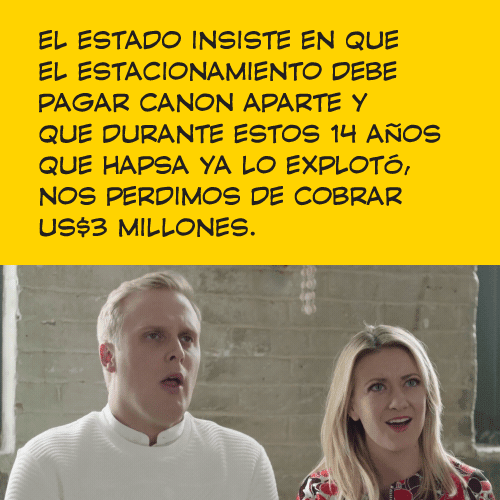 EL ESTADO INSISTE EN QUE
EL ESTACIONAMIENTO DEBE
PAGAR CANON APARTE Y
QUE DURANTE ESTOS 14 AÑOS
QUE HAPSA YA LO EXPLOTÓ,
NOS PERDIMOS DE COBRAR
US$3 MILLONES.